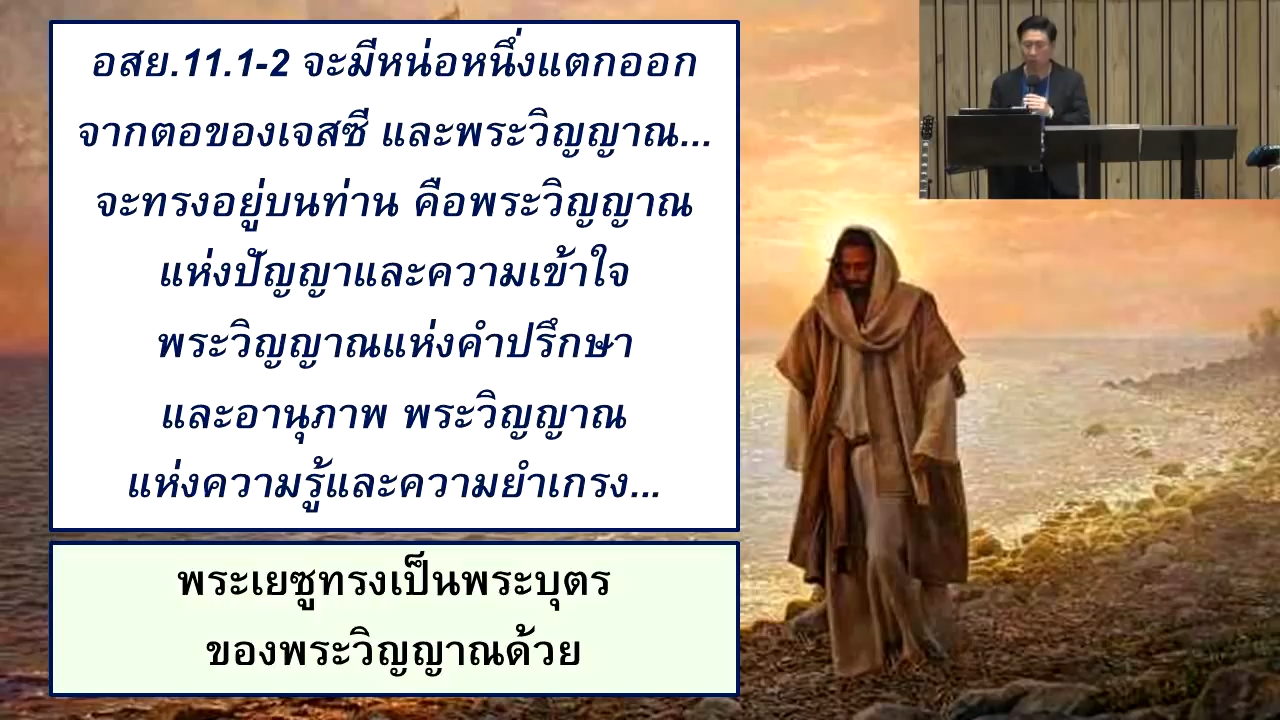 อสย.11.1-2 จะมีหน่อหนึ่งแตกออก
จากตอของเจสซี และพระวิญญาณ...
จะทรงอยู่บนท่าน คือพระวิญญาณ
แห่งปัญญาและความเข้าใจ
พระวิญญาณแห่งคำปรึกษา
และอานุภาพ พระวิญญาณ
แห่งความรู้และความยำเกรง...
พระเยซูทรงเป็นพระบุตร
ของพระวิญญาณด้วย